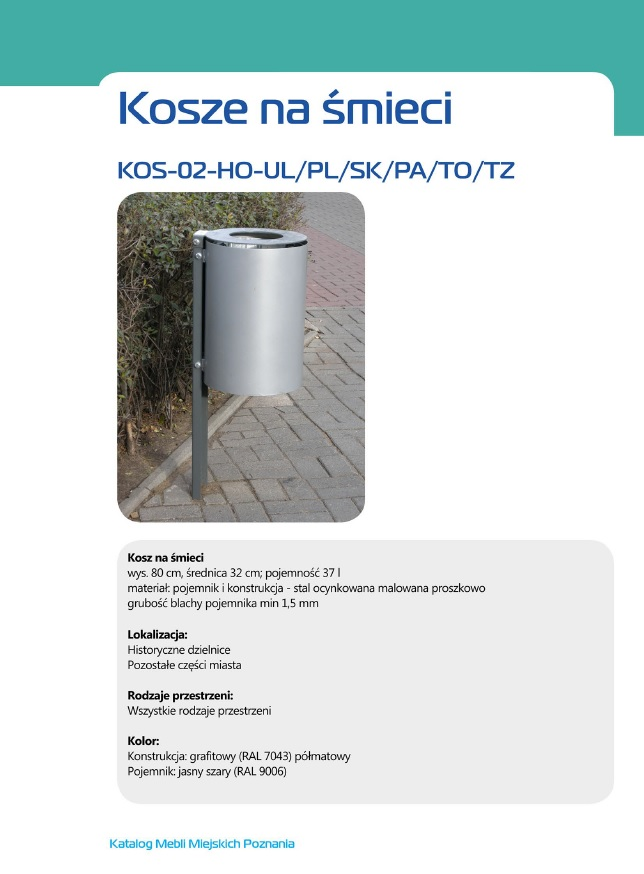 Kosze na śmieci
KOS-02-HO-UL/PL/SK/PA/TO/TZ
Kosz na śmieci
wys. 80 cm, średnica 32 cm; pojemność 37 l
materiał: pojemnik i konstrukcja - stal ocynkowana malowana proszkowo
grubość blachy pojemnika min 1,5 mm
Lokalizacja:
Historyczne dzielnice
Pozostałe części miasta
Rodzaje przestrzeni:
Wszystkie rodzaje przestrzeni
Kolor:
Konstrukcja: grafitowy (RAL 7043) półmatowy
Pojemnik: jasny szary (RAL 9006)
Katalog Mebli Miejskich Poznania